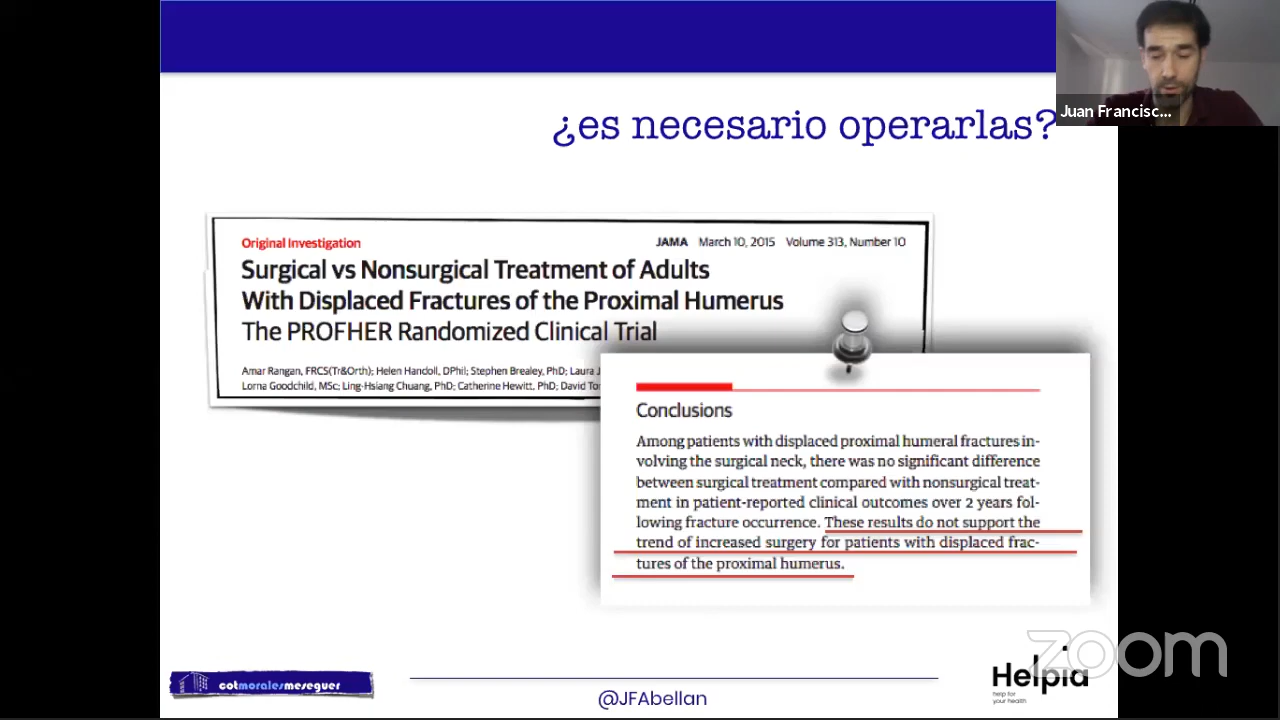 ¿es necesario operarlas?
Juan Francisc...
Original Investigation
JAMA March 10, 2015 Volume 313, Number 10
Surgical vs Nonsurgical Treatment of Adults
With Displaced Fractures of the Proximal Humerus
The PROFHER Randomized Clinical Trial
Amar Rangan, FRCS(Tr&Orth); Helen Handoll, DPhil; Stephen Brealey, PhD; Laura J
Lorna Goodchild, MSc; Ling-Hsiang Chuang, PhD; Catherine Hewitt, PhD; David Tor
Conclusions
Among patients with displaced proximal humeral fractures in-
volving the surgical neck, there was no significant difference
between surgical treatment compared with nonsurgical treat-
ment in patient-reported clinical outcomes over 2 years fol-
lowing fracture occurrence. These results do not support the
trend of increased surgery for patients with displaced frac-
tures of the proximal humerus.
cotmoralesmeseguer
@JFAbellan
Helpia
help for
your health
zoom